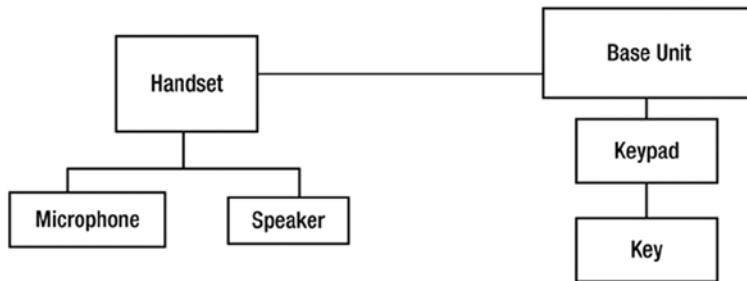 Base Unit
Handset
Keypad
Microphone
Speaker
Key